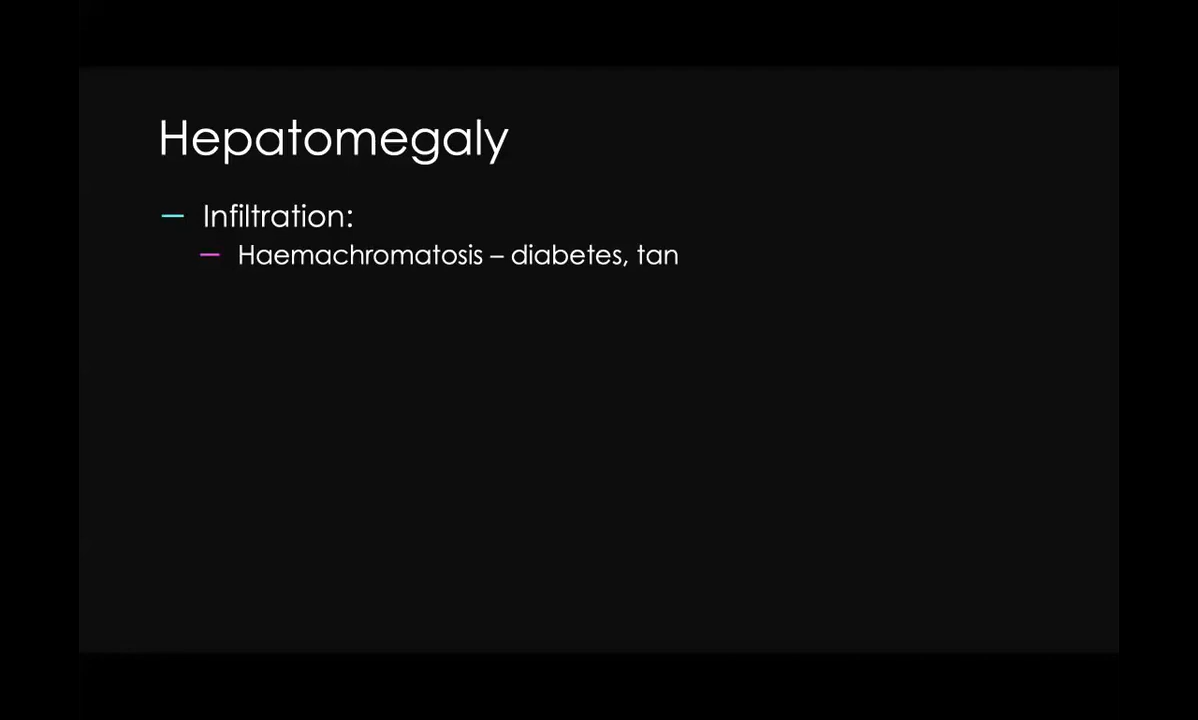 Hepatomegaly
— Infiltration:
— Haemachromatosis – diabetes, tan